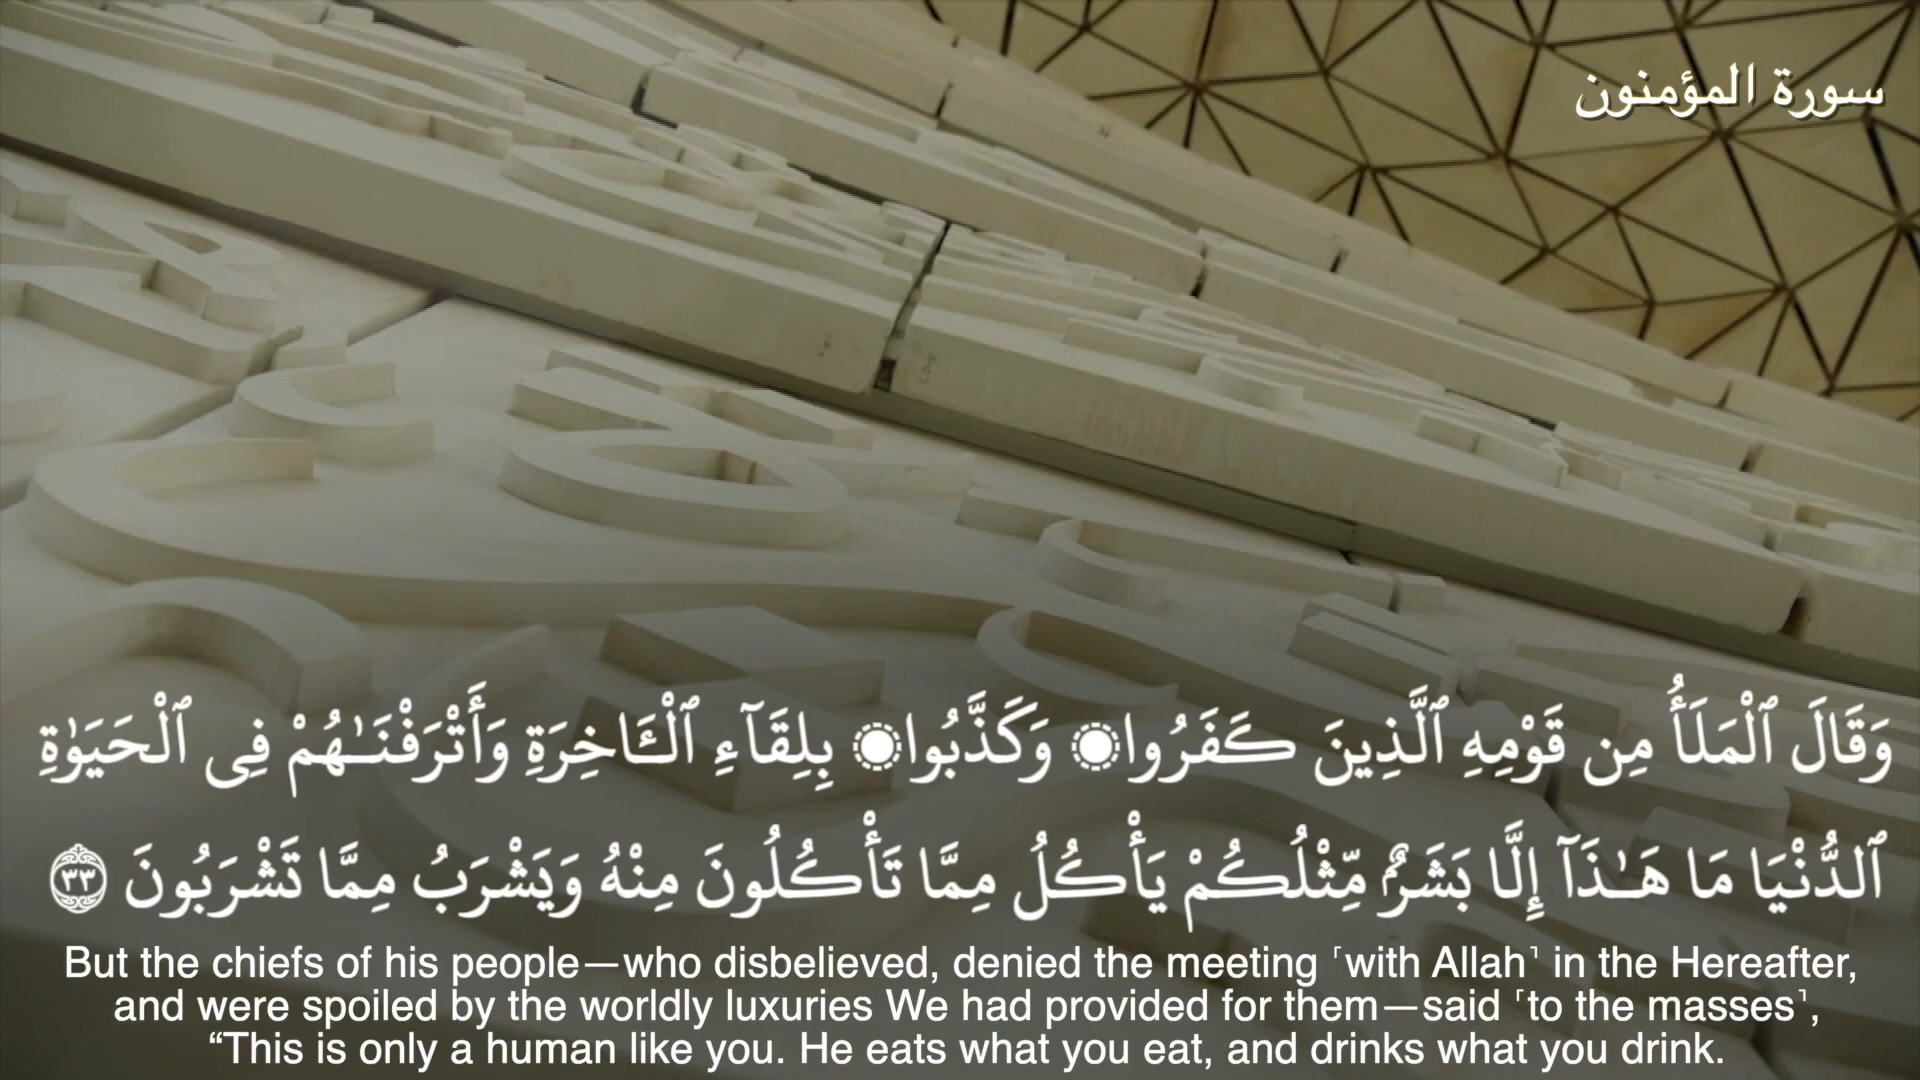 سورة المؤمنون
وَقَالَ ٱلْمَلَأُ مِن قَوْمِهِ ٱلَّذِينَ كَفَرُوا۟ وَكَذَّبُوا۟ بِلِقَآءِ ٱلْـَٔاخِرَةِ وَأَتْرَفْنَـٰهُمْ فِى ٱلْحَيَوٰةِ
ٱلدُّنْيَا مَا هَـٰذَآ إِلَّا بَشَرٌ مِّثْلُكُمْ يَأْكُلُ مِمَّا تَأْكُلُونَ مِنْهُ وَيَشْرَبُ مِمَّا تَشْرَبُونَ ٣٣
But the chiefs of his people—who disbelieved, denied the meeting ˹with Allah˺ in the Hereafter,
and were spoiled by the worldly luxuries We had provided for them—said ˹to the masses˺,
“This is only a human like you. He eats what you eat, and drinks what you drink.